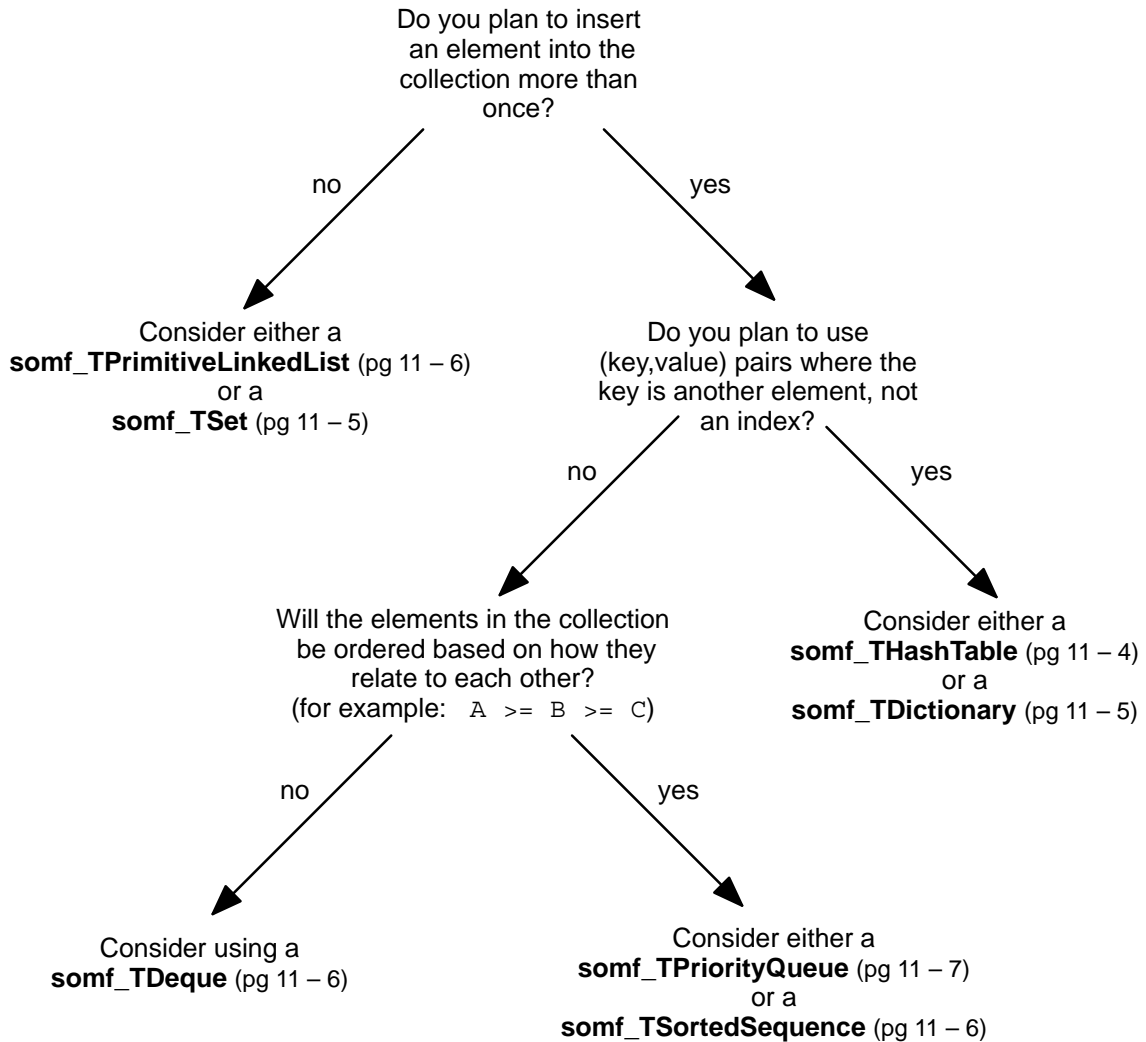 Do you plan to insert
an element into the
collection more than
once?
no
yes
Consider either a
somf_TPrimitiveLinkedList (pg 11 – 6)
or a
somf_TSet (pg 11 – 5)
Do you plan to use
(key,value) pairs where the
key is another element, not
an index?
no
yes
Will the elements in the collection
be ordered based on how they
relate to each other?
(for example: A >= B >= C)
Consider either a
somf_THashTable (pg 11 – 4)
or a
somf_TDictionary (pg 11 – 5)
no
yes
Consider using a
somf_TDeque (pg 11 – 6)
Consider either a
somf_TPriorityQueue (pg 11 – 7)
or a
somf_TSortedSequence (pg 11 – 6)